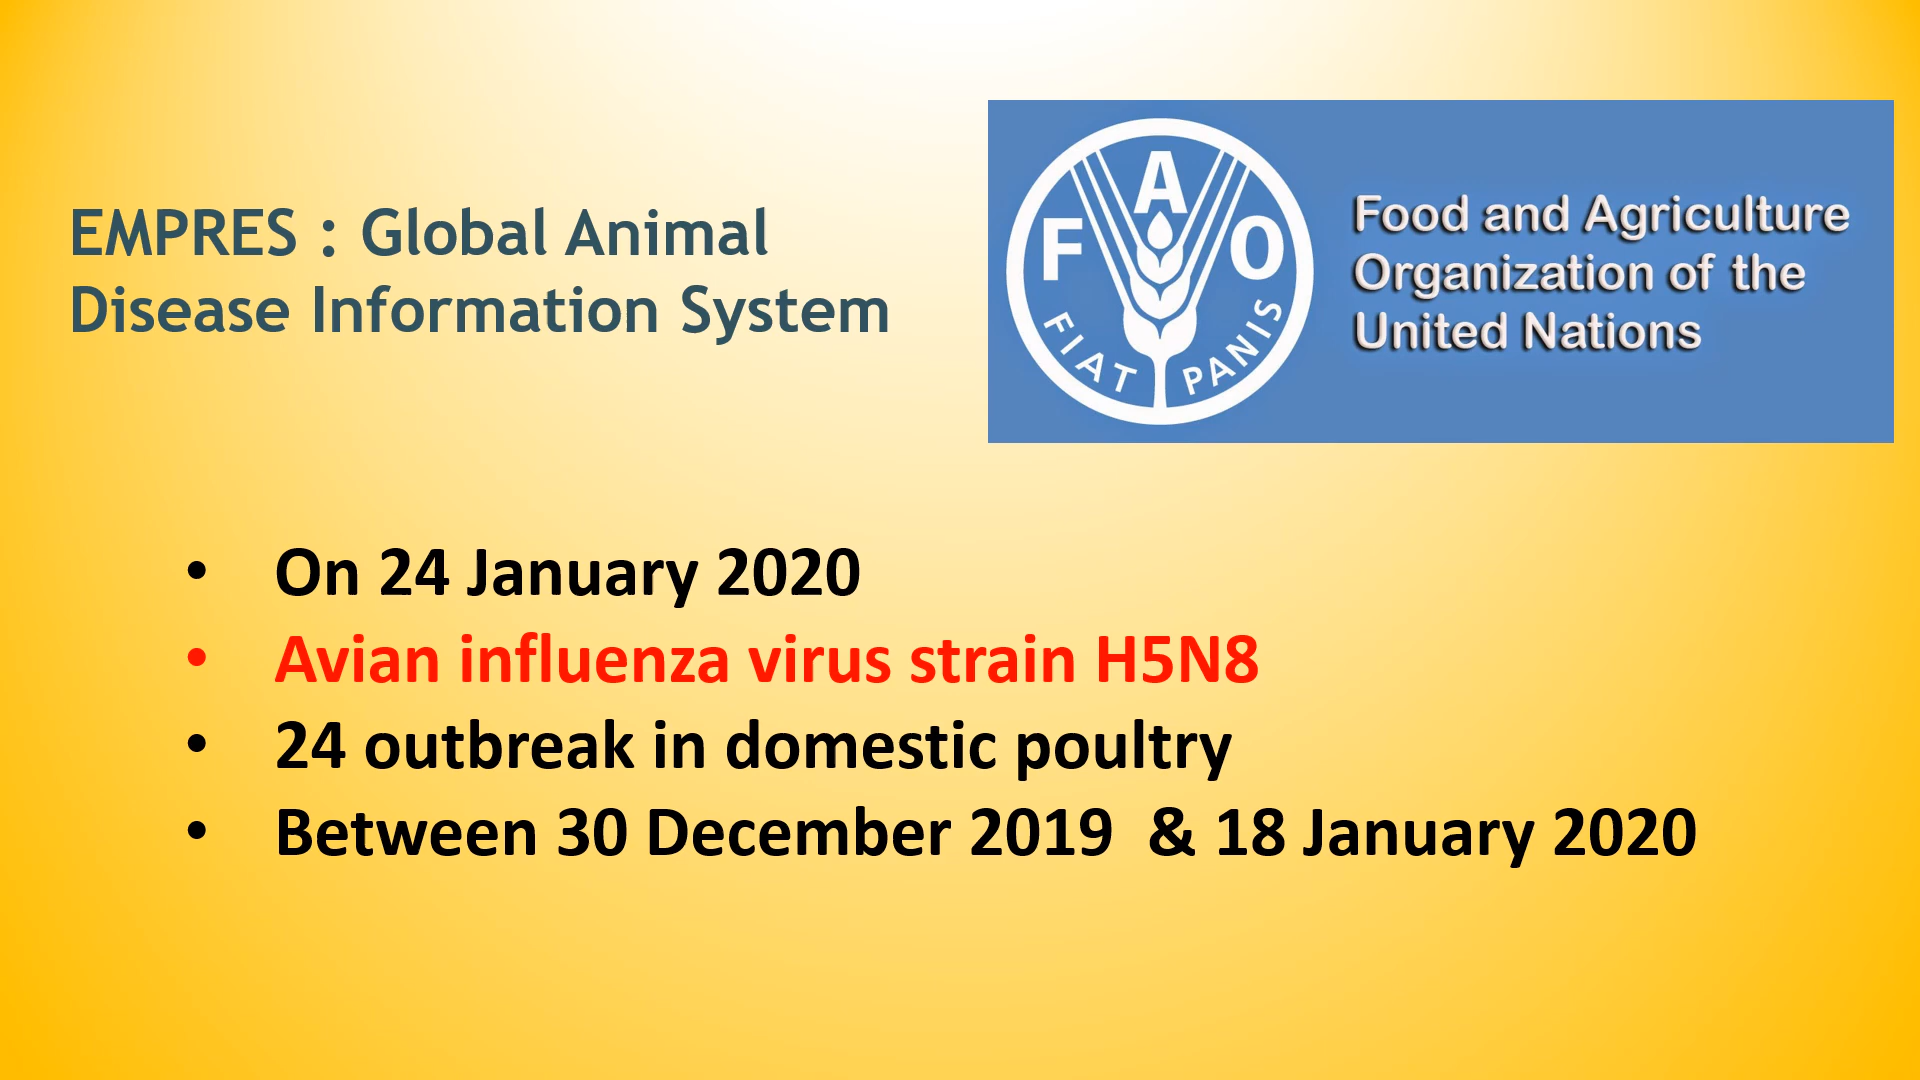 EMPRES : Global Animal
Disease Information System
F A O
FIAT PANIS
Food and Agriculture
Organization of the
United Nations
• On 24 January 2020
• Avian influenza virus strain H5N8
• 24 outbreak in domestic poultry
• Between 30 December 2019 & 18 January 2020